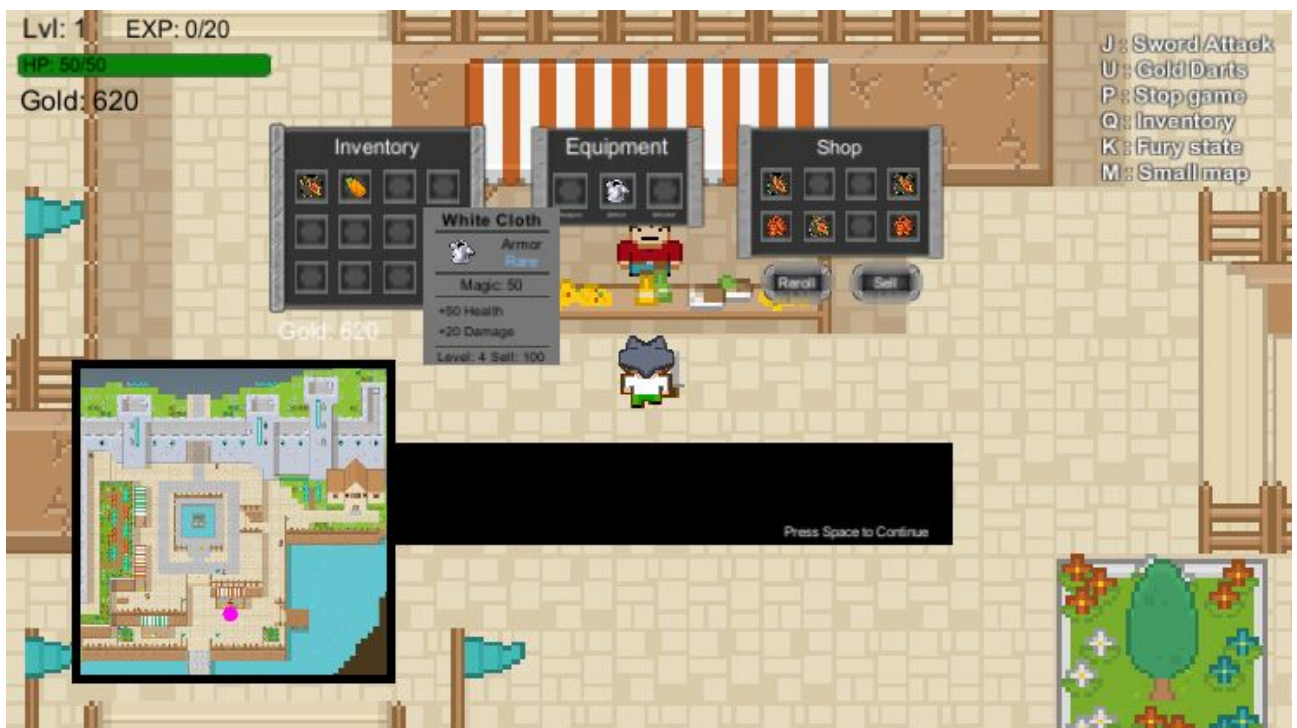 Lvl: 1 EXP: 0/20
HP: 50/50
Gold: 620
J : Sword Attack
U : Gold Darts
P : Stop game
Q : Inventory
K : Fury state
M : Small map
Inventory
Equipment
Shop
White Cloth
Armor
Rare
Magic: 50
+50 Health
+20 Damage
Level: 4 Sell: 100
Reroll
Sell
Gold: 620
Press Space to Continue